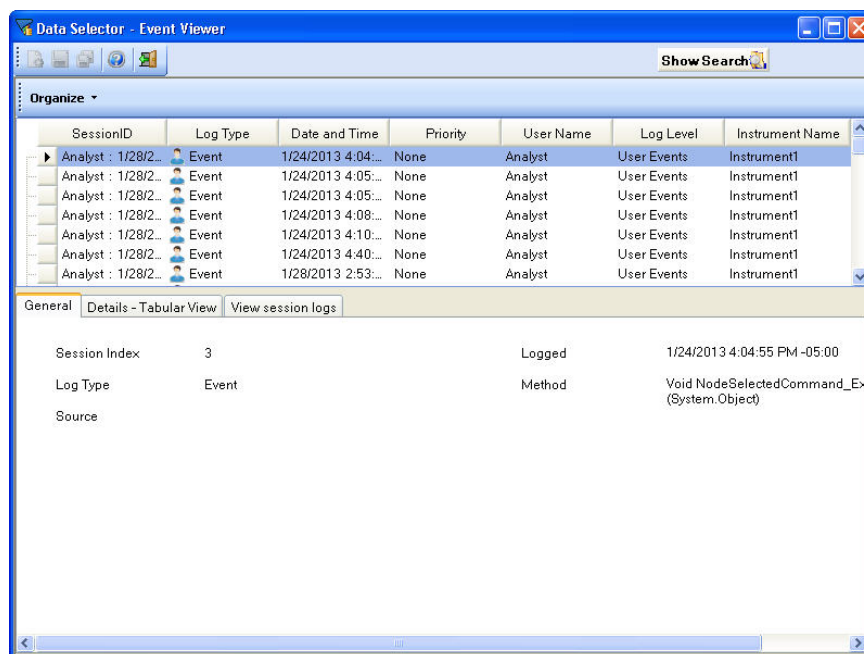 Data Selector - Event Viewer
Show Search
Organize
SessionID Log Type Date and Time Priority User Name Log Level Instrument Name
Analyst : 1/28/2... Event 1/24/2013 4:04:... None Analyst User Events Instrument1
Analyst : 1/28/2... Event 1/24/2013 4:05:... None Analyst User Events Instrument1
Analyst : 1/28/2... Event 1/24/2013 4:05:... None Analyst User Events Instrument1
Analyst : 1/28/2... Event 1/24/2013 4:08:... None Analyst User Events Instrument1
Analyst : 1/28/2... Event 1/24/2013 4:10:... None Analyst User Events Instrument1
Analyst : 1/28/2... Event 1/24/2013 4:40:... None Analyst User Events Instrument1
Analyst : 1/28/2... Event 1/28/2013 2:53:... None Analyst User Events Instrument1
General Details - Tabular View View session logs
Session Index 3 Logged 1/24/2013 4:04:55 PM -05:00
Log Type Event Method Void NodeSelectedCommand_Ex
(System.Object)
Source